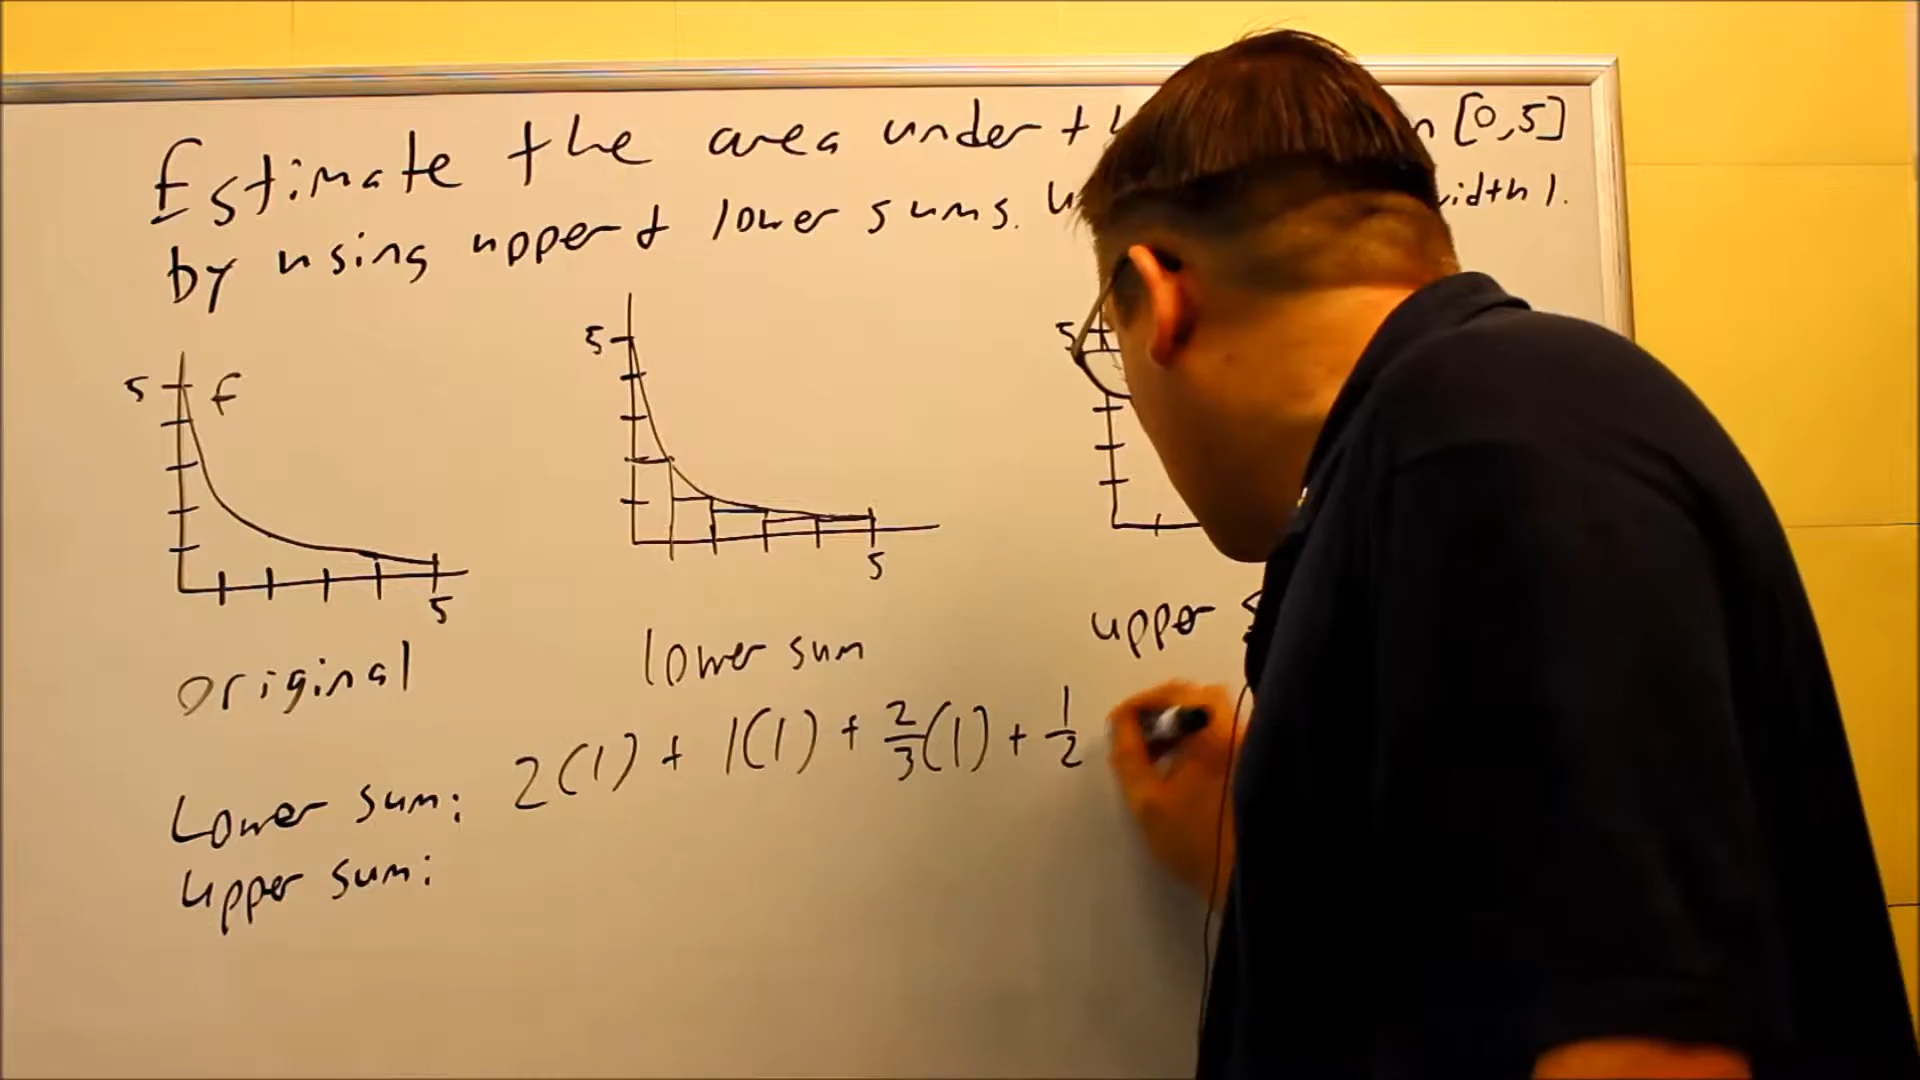 Estimate the area under [0,5]
by using upper & lower sums. width 1.
5 f
5
5
5
5
original
lower sum
upper
Lower sum: 2(1) + 1(1) + 2/3(1) + 1/2
Upper sum: